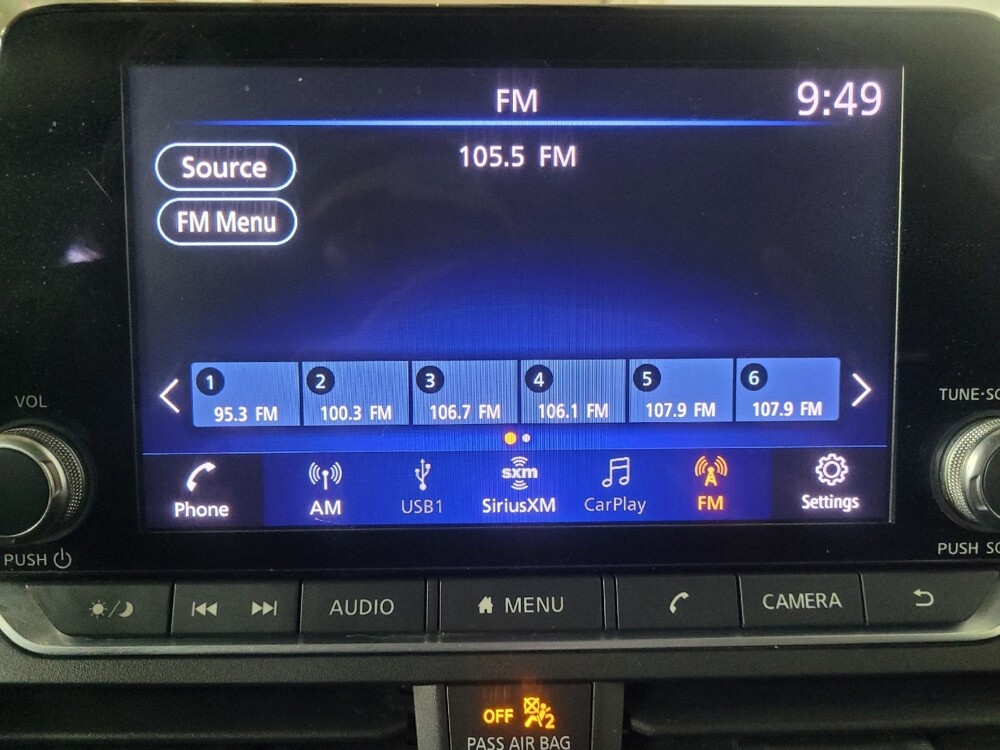 FM
9:49
105.5 FM
Source
FM Menu
1 2 3 4 5 6
95.3 FM 100.3 FM 106.7 FM 106.1 FM 107.9 FM 107.9 FM
VOL
TUNE·SC
sxm
Phone AM USB1 SiriusXM CarPlay FM Settings
PUSH
PUSH SC
AUDIO MENU CAMERA
OFF 2
PASS AIR BAG